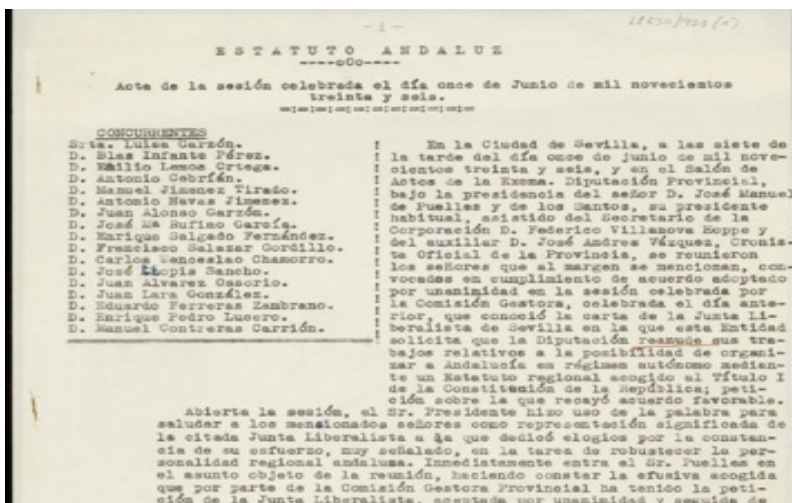 - 1 -
ESTATUTO ANDALUZ
----oOo----
Acta de la sesión celebrada el día once de Junio de mil novecientos
treinta y seis.
CONCURRENTES
Srta. Luisa Garzón.
D. Blas Infante Pérez.
D. Emilio Lemos Ortega.
D. Antonio Cebrián.
D. Manuel Jimenez Tirado.
D. Antonio Navas Jimenez.
D. Juan Alonso Garzón.
D. José Mª Rufino García.
D. Enrique Salgado Fernández.
D. Francisco Salazar Gordillo.
D. Carlos Wenceslao Chamorro.
D. José Llopis Sancho.
D. Juan Alvarez Ossorio.
D. Juan Lara González.
D. Eduardo Ferreras Zambrano.
D. Enrique Pedro Lucero.
D. Manuel Contreras Carrión.
En la Ciudad de Sevilla, a las siete de
la tarde del día once de junio de mil nove-
cientos treinta y seis, y en el Salón de
Actos de la Exema. Diputación Provincial,
bajo la presidencia del señor D. José Manuel
de Puelles y de los Santos, su presidente
habitual, asistido del Secretario de la
Corporación D. Federico Villanova Hoppe y
del auxiliar D. José Andres Vázquez, Cronis-
ta Oficial de la Provincia, se reunieron
los señores que al margen se mencionan, con-
vocados en cumplimiento de acuerdo adoptado
por unanimidad en la sesión celebrada por
la Comisión Gestora, celebrada el día ante-
rior, que conoció la carta de la Junta Li-
beralista de Sevilla en la que esta Entidad
solicita que la Diputación reanude sus tra-
bajos relativos a la posibilidad de organi-
zar a Andalucía en régimen autónomo median-
te un Estatuto regional acogido al Título I
de la Constitución de la República; peti-
ción sobre la que recayó acuerdo favorable.
Abierta la sesión, el Sr. Presidente hizo uso de la palabra para
saludar a los mensionados señores como representación significada de
la citada Junta Liberalista a la que dedicó elogios por la constan-
cia de su esfuerzo, muy señalado, en la tarea de robustecer la per-
sonalidad regional andaluza. Inmediatamente entra el Sr. Puelles en
el asunto objeto de la reunión, haciendo constar la efusiva acogida
que por parte de la Comisión Gestora Provincial ha tenido la peti-
ción de la Junta Liberalista, aceptada por unanimidad y seguido de